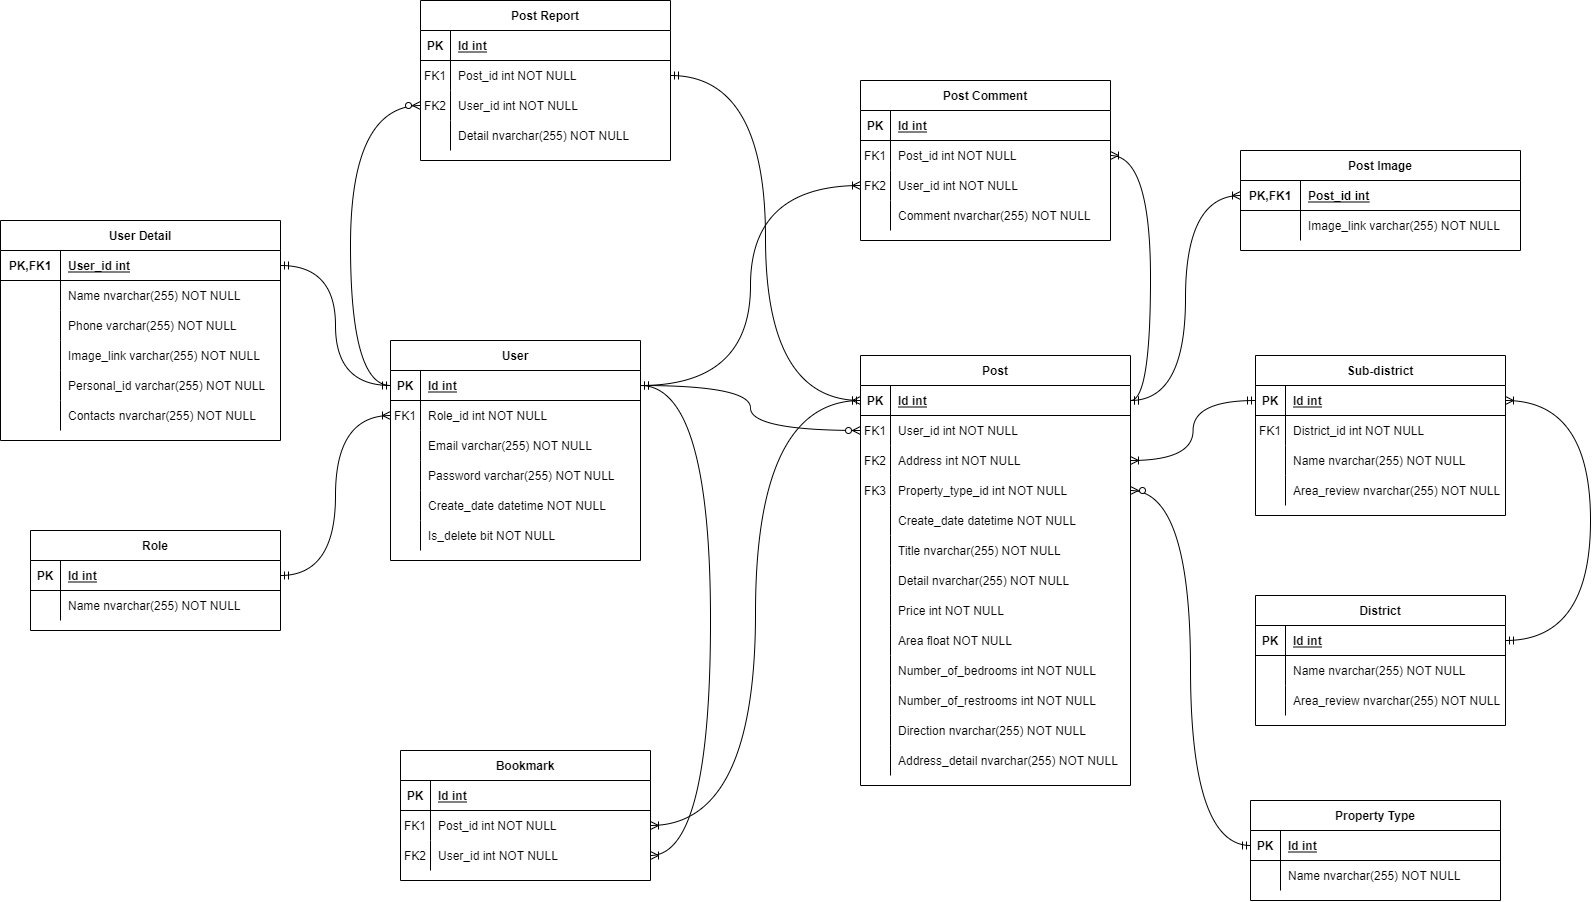 Post Report
PK Id int
FK1 Post_id int NOT NULL
FK2 User_id int NOT NULL
Detail nvarchar(255) NOT NULL
Post Comment
PK Id int
FK1 Post_id int NOT NULL
FK2 User_id int NOT NULL
Comment nvarchar(255) NOT NULL
Post Image
PK,FK1 Post_id int
Image_link varchar(255) NOT NULL
User Detail
PK,FK1 User_id int
Name nvarchar(255) NOT NULL
Phone varchar(255) NOT NULL
Image_link varchar(255) NOT NULL
Personal_id varchar(255) NOT NULL
Contacts nvarchar(255) NOT NULL
User
PK Id int
FK1 Role_id int NOT NULL
Email varchar(255) NOT NULL
Password varchar(255) NOT NULL
Create_date datetime NOT NULL
Is_delete bit NOT NULL
Post
PK Id int
FK1 User_id int NOT NULL
FK2 Address int NOT NULL
FK3 Property_type_id int NOT NULL
Create_date datetime NOT NULL
Title nvarchar(255) NOT NULL
Detail nvarchar(255) NOT NULL
Price int NOT NULL
Area float NOT NULL
Number_of_bedrooms int NOT NULL
Number_of_restrooms int NOT NULL
Direction nvarchar(255) NOT NULL
Address_detail nvarchar(255) NOT NULL
Sub-district
PK Id int
FK1 District_id int NOT NULL
Name nvarchar(255) NOT NULL
Area_review nvarchar(255) NOT NULL
Role
PK Id int
Name nvarchar(255) NOT NULL
District
PK Id int
Name nvarchar(255) NOT NULL
Area_review nvarchar(255) NOT NULL
Bookmark
PK Id int
FK1 Post_id int NOT NULL
FK2 User_id int NOT NULL
Property Type
PK Id int
Name nvarchar(255) NOT NULL